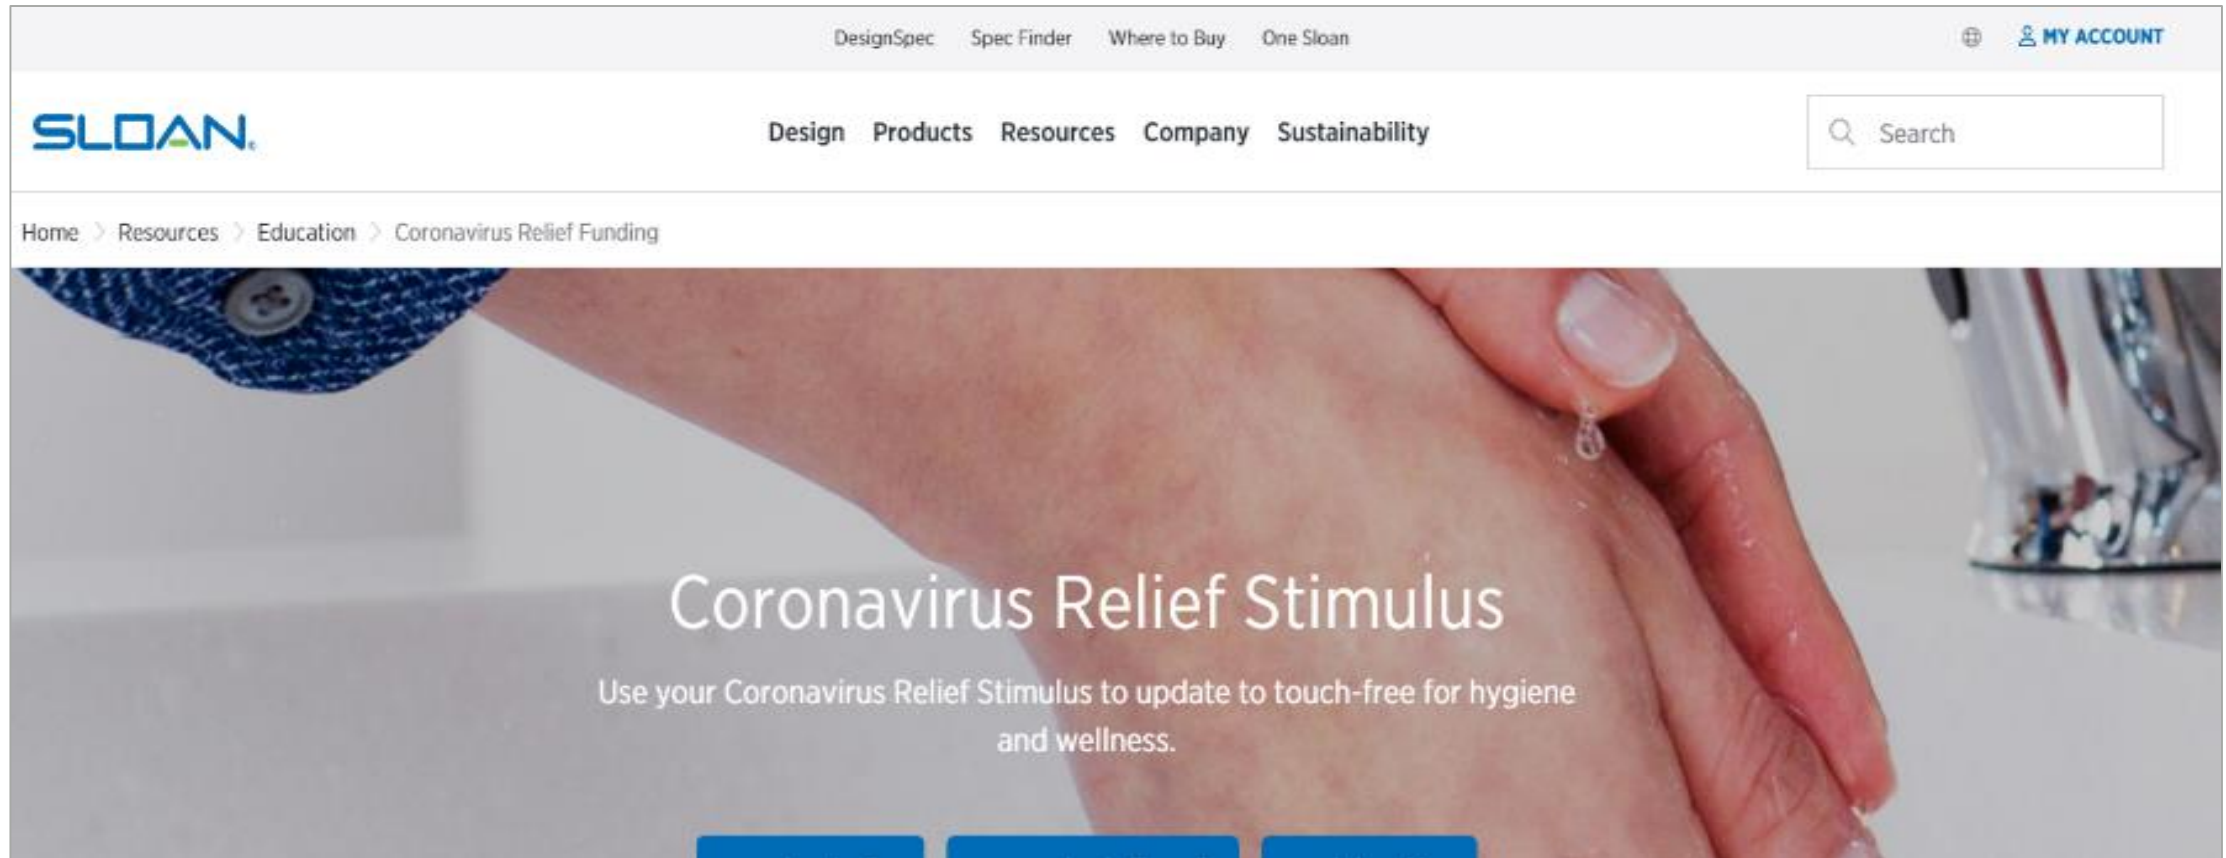 DesignSpec Spec Finder Where to Buy One Sloan MY ACCOUNT
SLOAN.
Design Products Resources Company Sustainability
Search
Home > Resources > Education > Coronavirus Relief Funding
Coronavirus Relief Stimulus
Use your Coronavirus Relief Stimulus to update to touch-free for hygiene
and wellness.